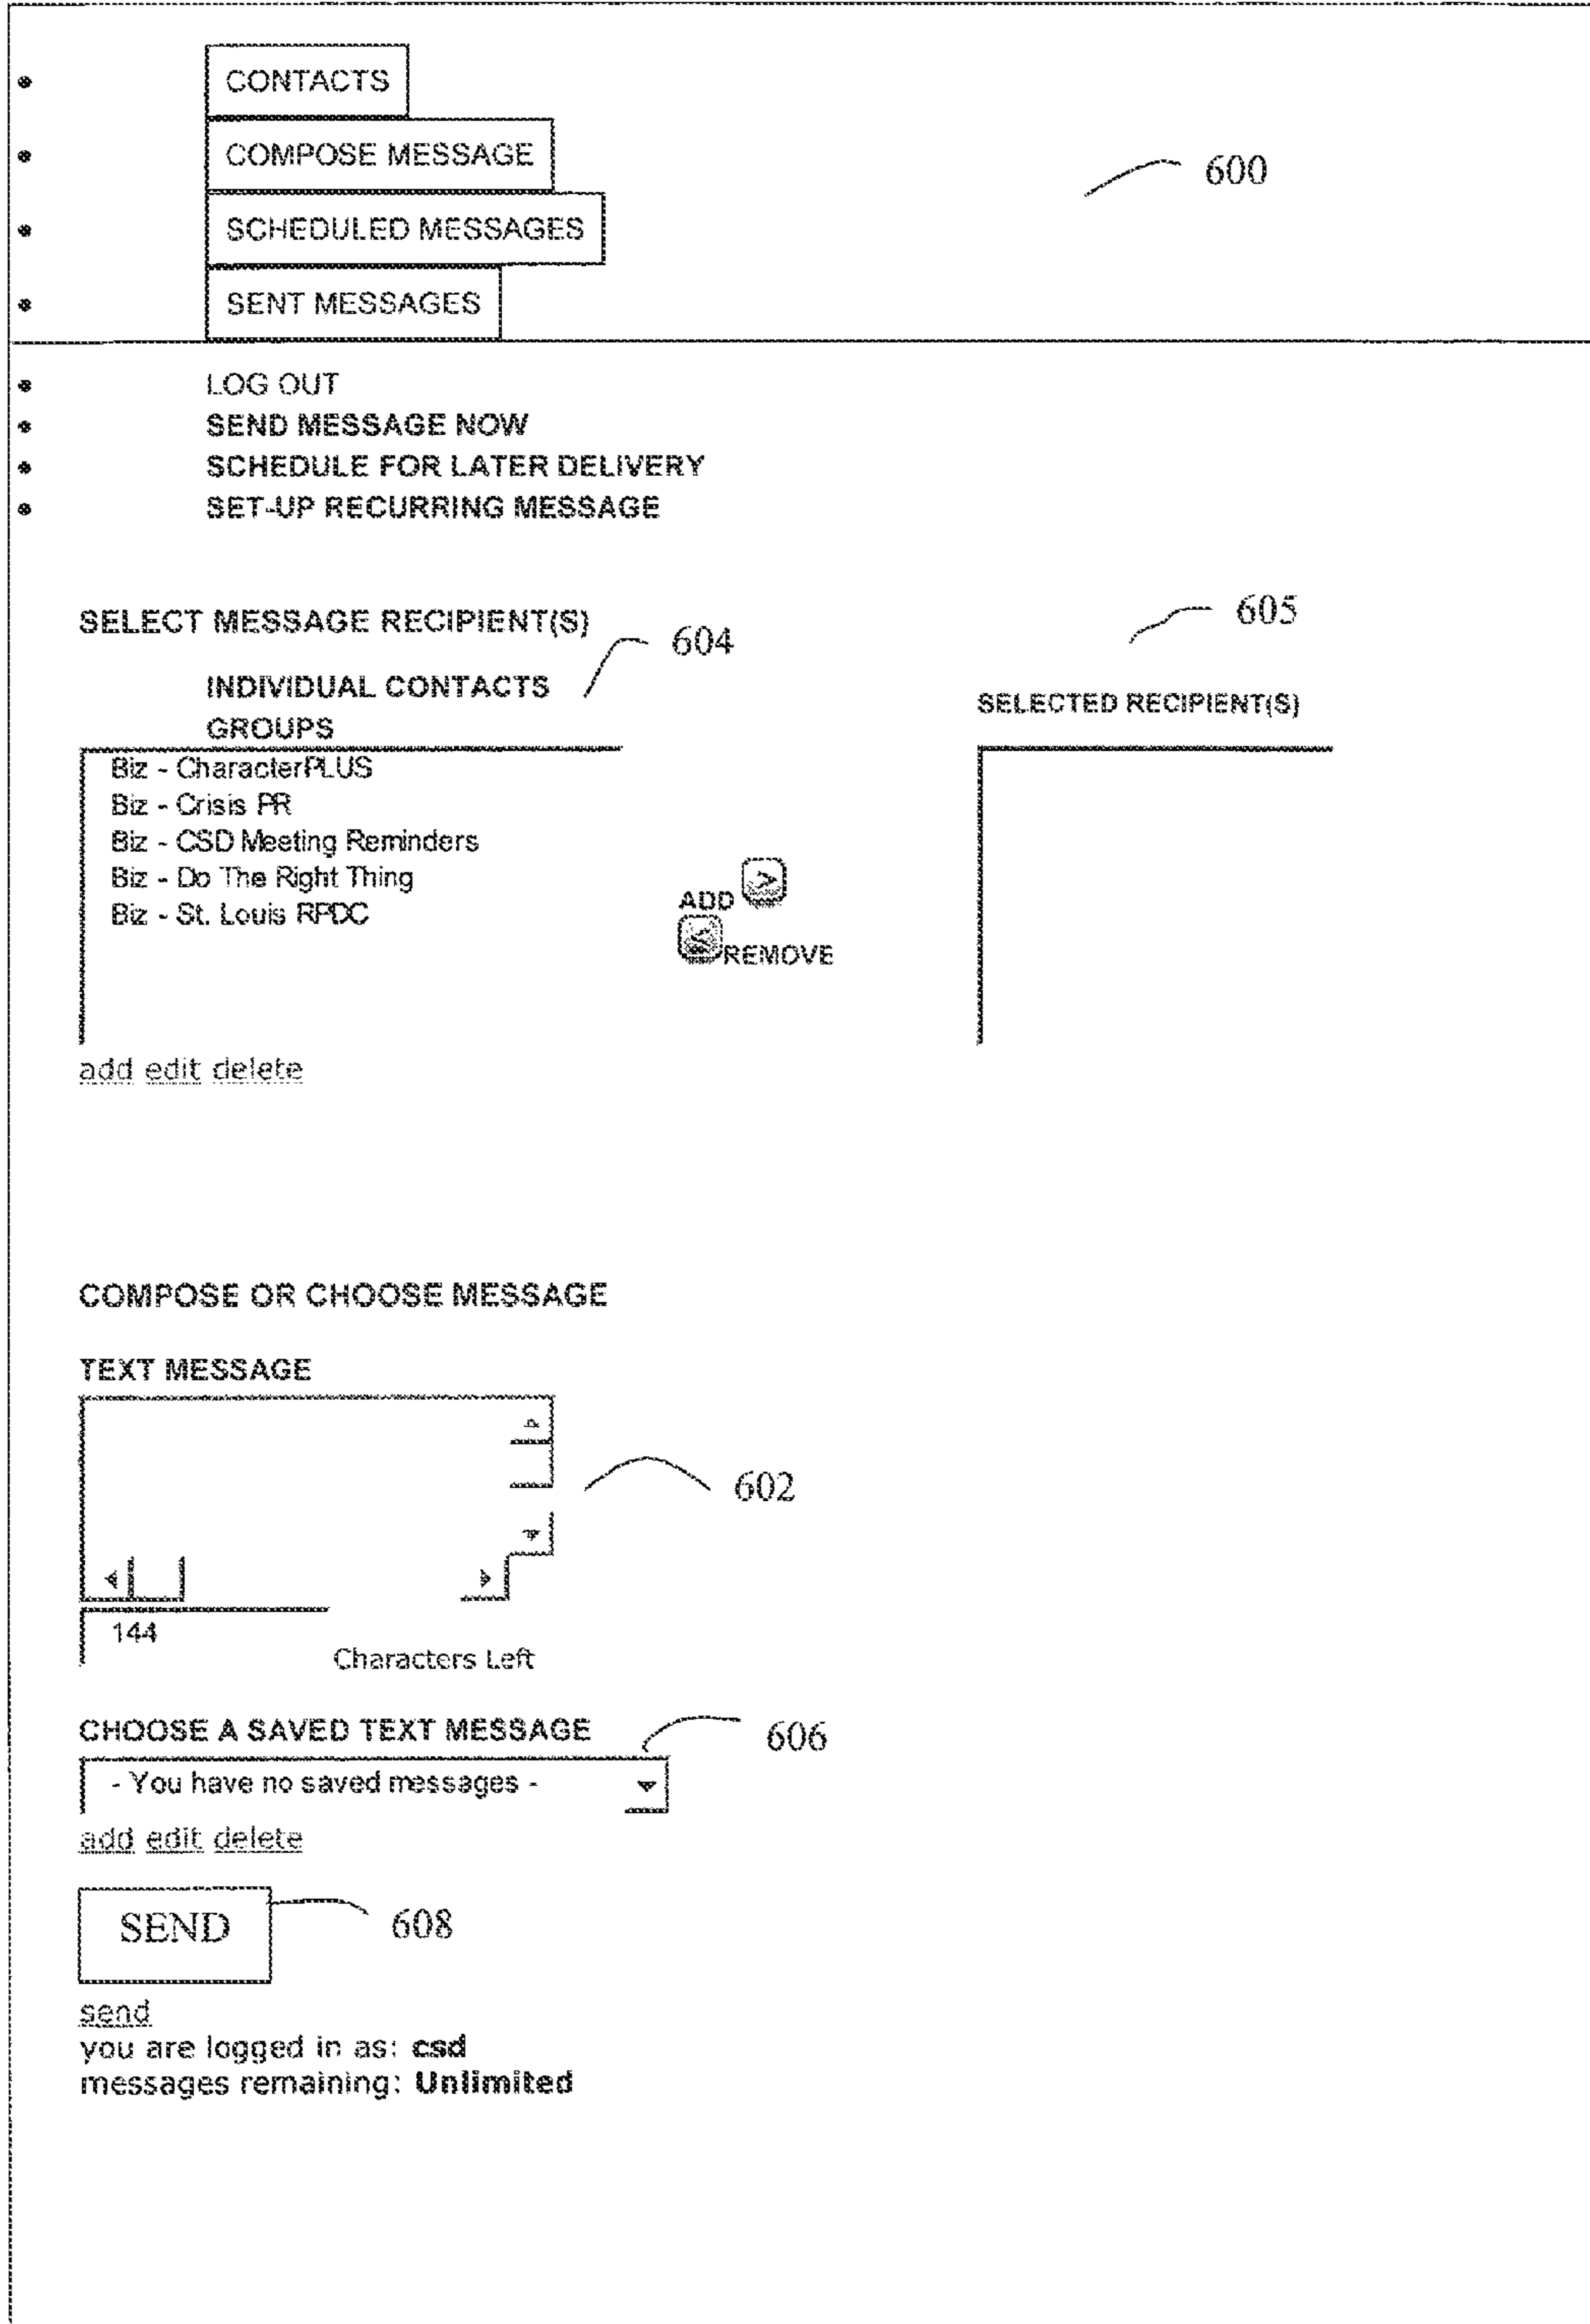 CONTACTS
COMPOSE MESSAGE
600
SCHEDULED MESSAGES
SENT MESSAGES
LOG OUT
SEND MESSAGE NOW
SCHEDULE FOR LATER DELIVERY
SET-UP RECURRING MESSAGE
SELECT MESSAGE RECIPIENT(S)
604
605
INDIVIDUAL CONTACTS
GROUPS
SELECTED RECIPIENT(S)
Biz - CharacterPLUS
Biz - Crisis PR
Biz - CSD Meeting Reminders
Biz - Do The Right Thing
Biz - St. Louis RPDC
ADD >
< REMOVE
add edit delete
COMPOSE OR CHOOSE MESSAGE
TEXT MESSAGE
602
144
Characters Left
CHOOSE A SAVED TEXT MESSAGE
606
- You have no saved messages -
add edit delete
SEND
608
send
you are logged in as: csd
messages remaining: Unlimited